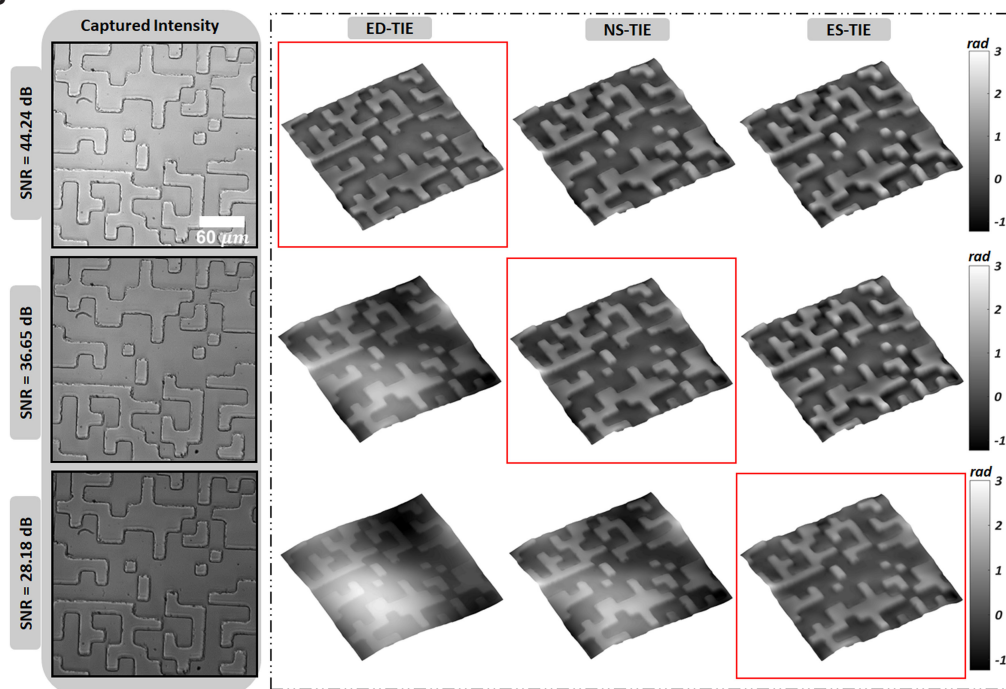 Captured Intensity
ED-TIE
NS-TIE
ES-TIE
SNR = 44.24 dB
60 μm
rad
3
2
1
0
-1
SNR = 36.65 dB
rad
3
2
1
0
-1
SNR = 28.18 dB
rad
3
2
1
0
-1